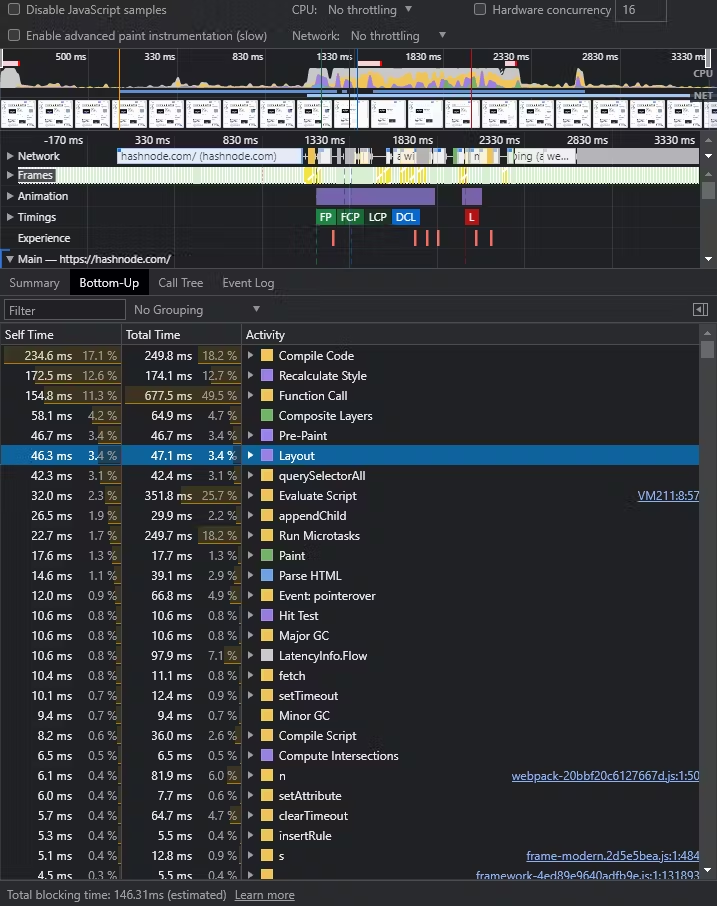 Disable JavaScript samples CPU: No throttling Hardware concurrency 16
Enable advanced paint instrumentation (slow) Network: No throttling
500 ms 330 ms 830 ms 1330 ms 1830 ms 2330 ms 2830 ms 3330 ms
CPU
NET
-170 ms 330 ms 830 ms 1330 ms 1830 ms 2330 ms 2830 ms 3330 ms
Network hashnode.com/ (hashnode.com) a wi ping (a we...
Frames
Animation
Timings FP FCP LCP DCL L
Experience
Main — https://hashnode.com/
Summary Bottom-Up Call Tree Event Log
Filter No Grouping
Self Time Total Time Activity
234.6 ms 17.1 % 249.8 ms 18.2 % Compile Code
172.5 ms 12.6 % 174.1 ms 12.7 % Recalculate Style
154.8 ms 11.3 % 677.5 ms 49.5 % Function Call
58.1 ms 4.2 % 64.9 ms 4.7 % Composite Layers
46.7 ms 3.4 % 46.7 ms 3.4 % Pre-Paint
46.3 ms 3.4 % 47.1 ms 3.4 % Layout
42.3 ms 3.1 % 42.4 ms 3.1 % querySelectorAll
32.0 ms 2.3 % 351.8 ms 25.7 % Evaluate Script VM211:8:57
26.5 ms 1.9 % 29.9 ms 2.2 % appendChild
22.7 ms 1.7 % 249.7 ms 18.2 % Run Microtasks
17.6 ms 1.3 % 17.7 ms 1.3 % Paint
14.6 ms 1.1 % 39.1 ms 2.9 % Parse HTML
12.0 ms 0.9 % 66.8 ms 4.9 % Event: pointerover
10.6 ms 0.8 % 10.6 ms 0.8 % Hit Test
10.6 ms 0.8 % 10.6 ms 0.8 % Major GC
10.6 ms 0.8 % 97.9 ms 7.1 % LatencyInfo.Flow
10.4 ms 0.8 % 11.1 ms 0.8 % fetch
10.1 ms 0.7 % 12.4 ms 0.9 % setTimeout
9.4 ms 0.7 % 9.4 ms 0.7 % Minor GC
8.2 ms 0.6 % 36.0 ms 2.6 % Compile Script
6.5 ms 0.5 % 6.5 ms 0.5 % Compute Intersections
6.1 ms 0.4 % 81.9 ms 6.0 % n webpack-20bbf20c6127667d.js:1:50
6.0 ms 0.4 % 7.7 ms 0.6 % setAttribute
5.7 ms 0.4 % 64.7 ms 4.7 % clearTimeout
5.3 ms 0.4 % 5.5 ms 0.4 % insertRule
5.1 ms 0.4 % 12.8 ms 0.9 % s frame-modern.2d5e5bea.js:1:484
4.5 ms 0.3 % 5.5 ms 0.4 % framework-4ed89e9640adfb9e.js:1:131893
Total blocking time: 146.31ms (estimated) Learn more